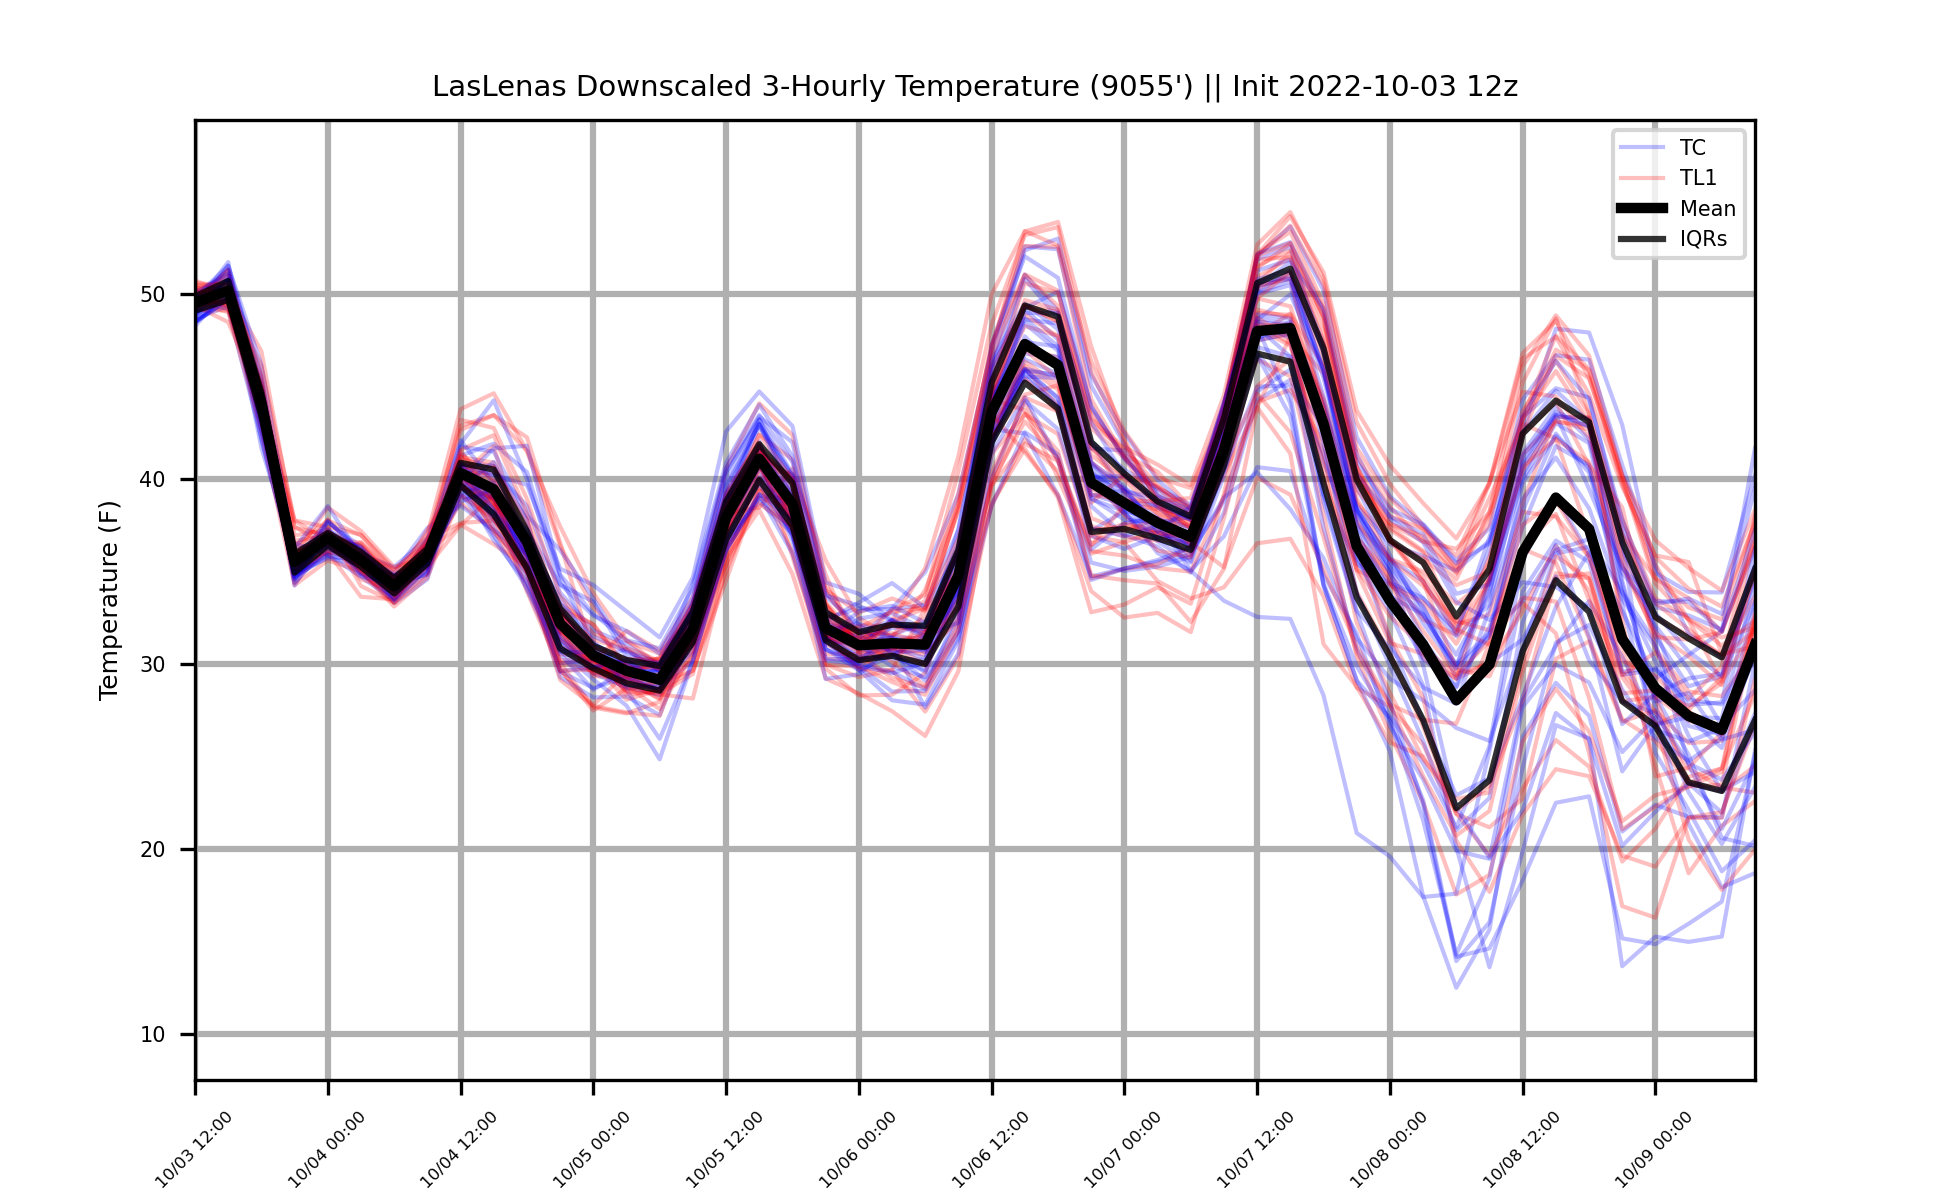 LasLenas Downscaled 3-Hourly Temperature (9055') || Init 2022-10-03 12z
TC
TL1
Mean
IQRs
Temperature (F)
50
40
30
20
10
10/03 12:00
10/04 00:00
10/04 12:00
10/05 00:00
10/05 12:00
10/06 00:00
10/06 12:00
10/07 00:00
10/07 12:00
10/08 00:00
10/08 12:00
10/09 00:00